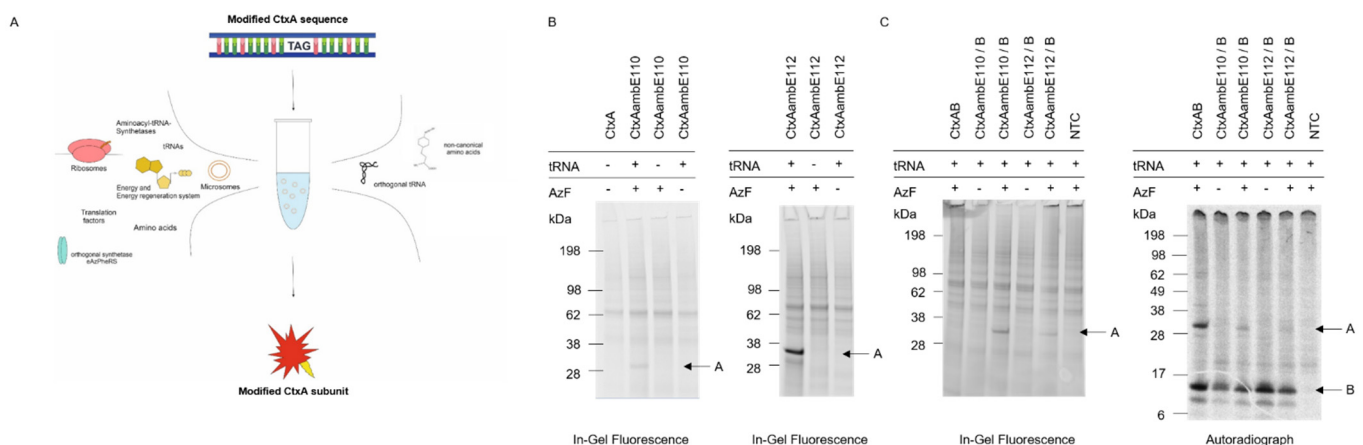 A
Modified CtxA sequence
TAG
Aminoacyl-tRNA-
Synthetases
tRNAs
Ribosomes
Energy and
Energy regeneration system
Microsomes
Translation
factors
Amino acids
orthogonal synthetase
eAzPheRS
non-canonical
amino acids
orthogonal tRNA
Modified CtxA subunit
B
CtxA
CtxAambE110
CtxAambE110
CtxAambE110
tRNA - + - +
AzF - + + -
kDa
198
98
62
38
28
A
In-Gel Fluorescence
CtxAambE112
CtxAambE112
CtxAambE112
tRNA + - +
AzF + + -
kDa
198
98
62
38
28
A
In-Gel Fluorescence
C
CtxAB
CtxAambE110 / B
CtxAambE110 / B
CtxAambE112 / B
CtxAambE112 / B
NTC
tRNA + + + + + +
AzF + - + - + +
kDa
198
98
62
38
28
A
In-Gel Fluorescence
CtxAB
CtxAambE110 / B
CtxAambE110 / B
CtxAambE112 / B
CtxAambE112 / B
NTC
tRNA + + + + + +
AzF + - + - + +
kDa
198
98
62
49
38
28
17
6
A
B
Autoradiograph